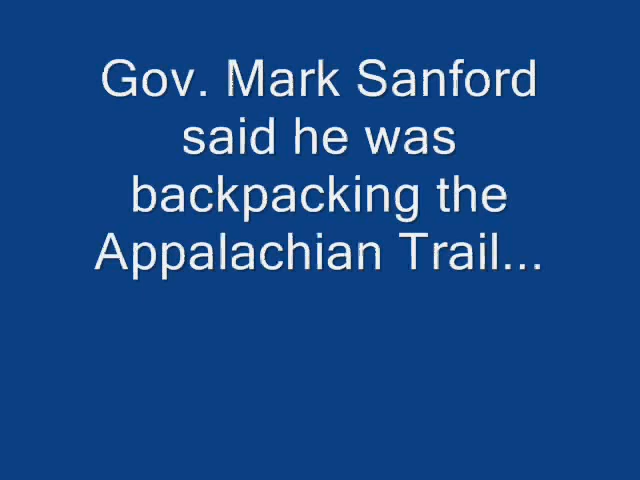 Gov. Mark Sanford
said he was
backpacking the
Appalachian Trail...